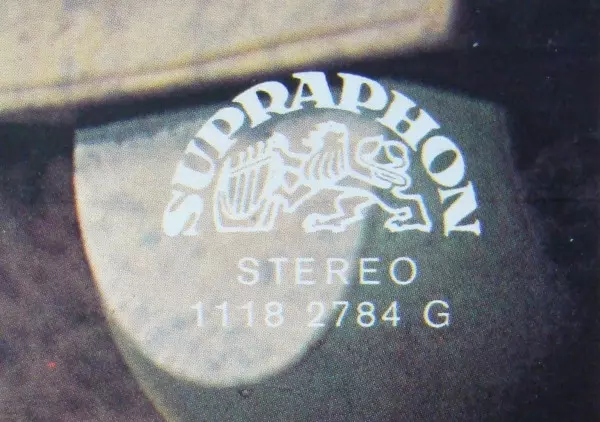 SUPRAPHON
STEREO
1118 2784 G